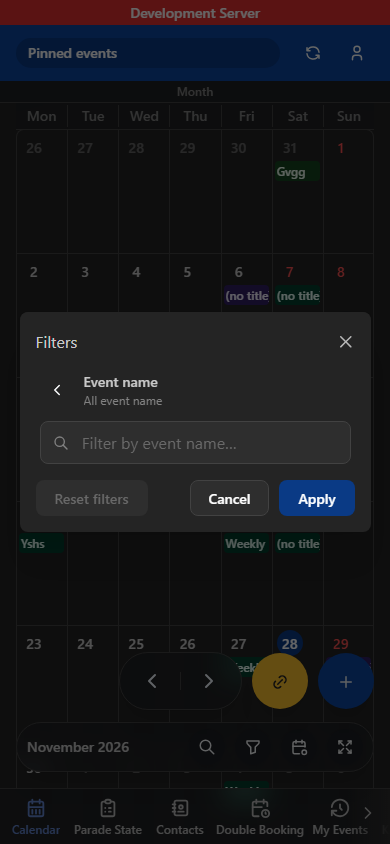 Development Server
Pinned events
Month
Mon Tue Wed Thu Fri Sat Sun
26 27 28 29 30 31 1
Gvgg
2 3 4 5 6 7 8
(no title (no title
Filters
Event name
All event name
Filter by event name...
Reset filters Cancel Apply
Yshs Weekly (no title
23 24 25 26 27 28 29
November 2026
Calendar Parade State Contacts Double Booking My Events